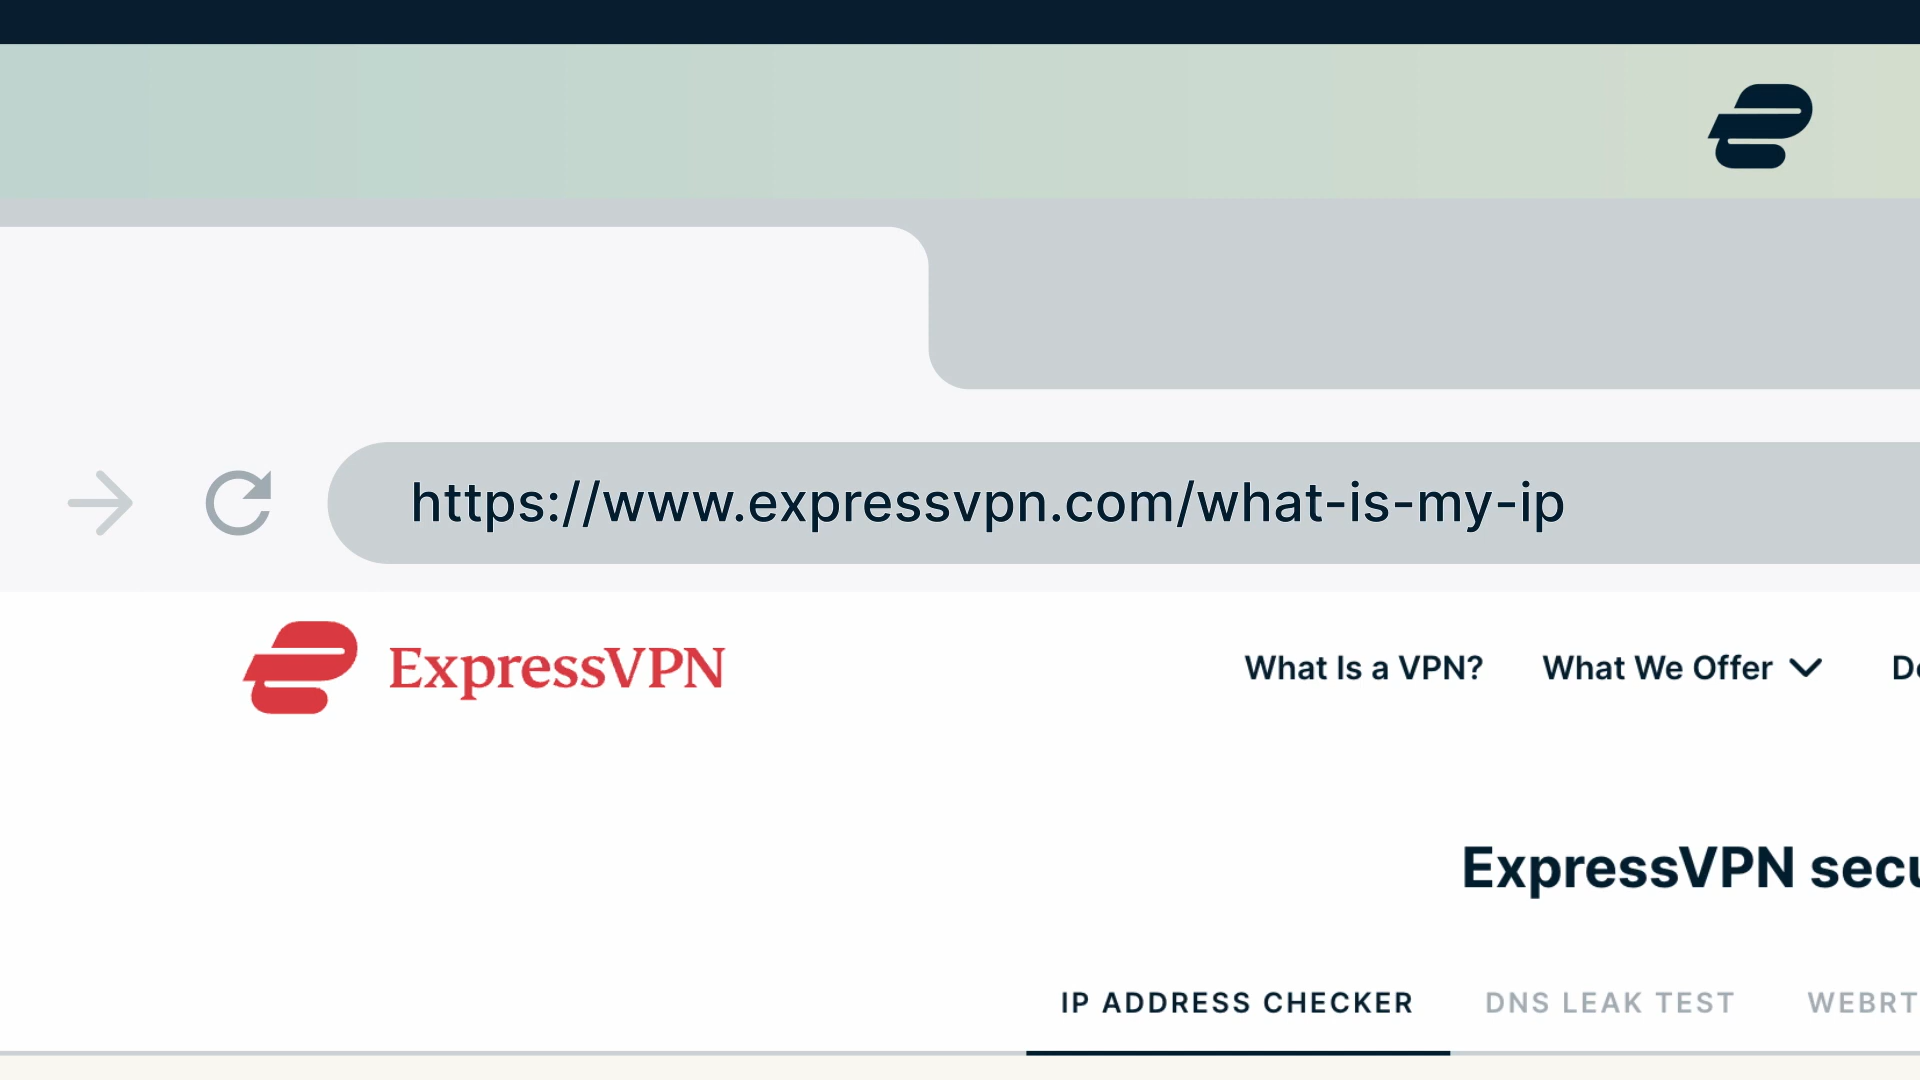 https://www.expressvpn.com/what-is-my-ip
ExpressVPN
What Is a VPN? What We Offer
ExpressVPN
IP ADDRESS CHECKER DNS LEAK TEST